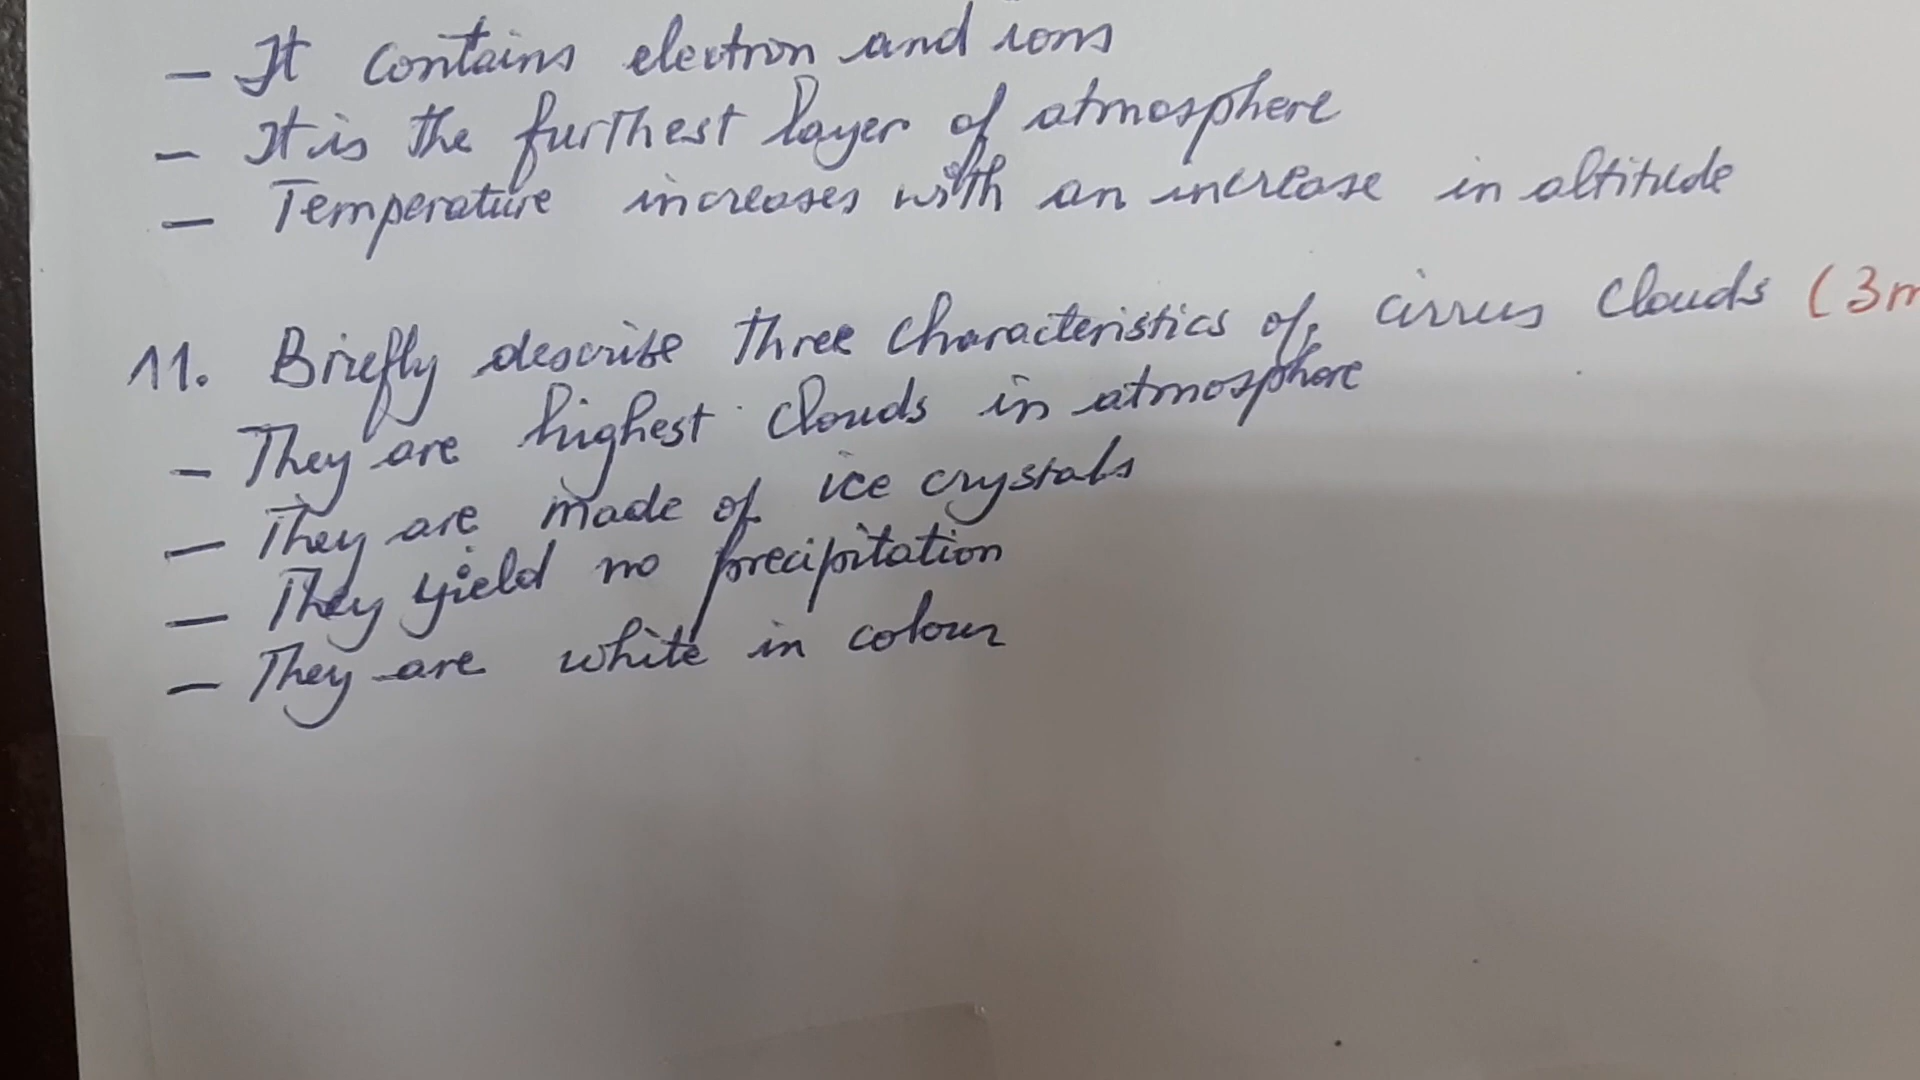 - It contains electron and ions
- It is the furthest layer of atmosphere
- Temperature increases with an increase in altitude
11. Briefly describe three characteristics of; cirrus clouds (3m
- They are highest clouds in atmosphere
- They are made of ice crystals
- They yield no precipitation
- They are white in colour